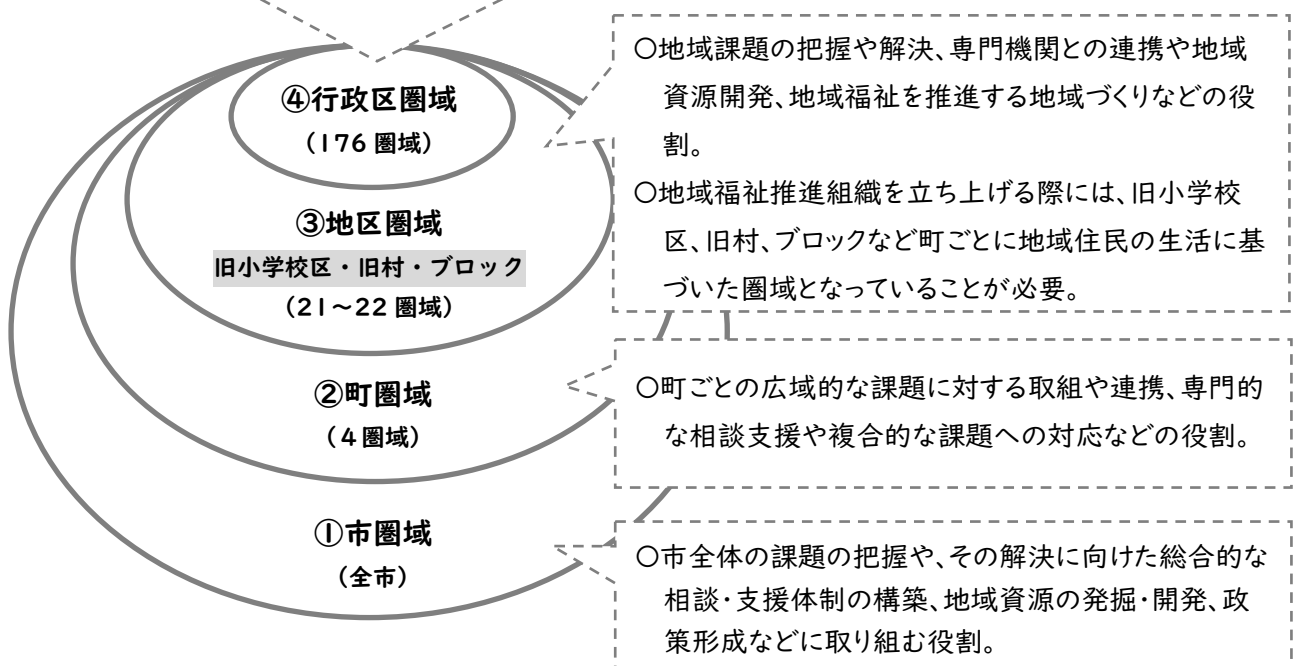 ④行政区圏域
（176圏域）
③地区圏域
旧小学校区・旧村・ブロック
（21～22圏域）
②町圏域
（4圏域）
①市圏域
（全市）
〇地域課題の把握や解決、専門機関との連携や地域
資源開発、地域福祉を推進する地域づくりなどの役
割。
〇地域福祉推進組織を立ち上げる際には、旧小学校
区、旧村、ブロックなど町ごとに地域住民の生活に基
づいた圏域となっていることが必要。
〇町ごとの広域的な課題に対する取組や連携、専門的
な相談支援や複合的な課題への対応などの役割。
〇市全体の課題の把握や、その解決に向けた総合的な
相談・支援体制の構築、地域資源の発掘・開発、政
策形成などに取り組む役割。